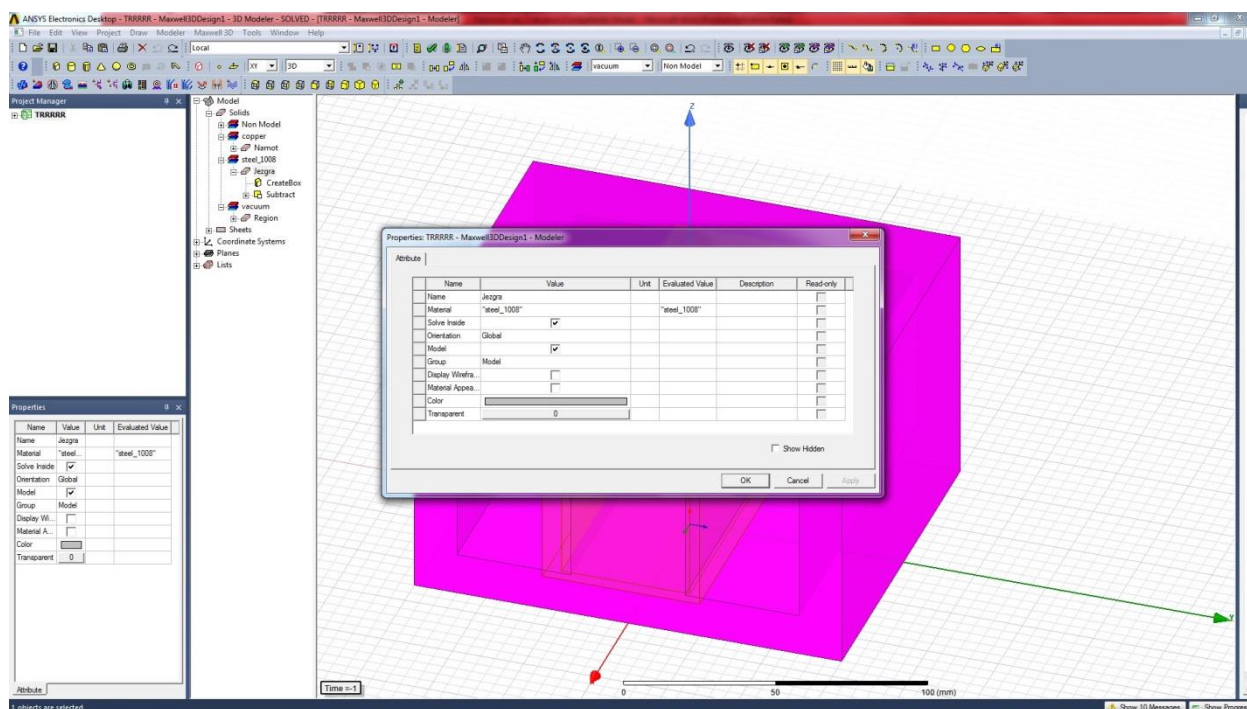 ANSYS Electronics Desktop - TRRRRR - Maxwell3DDesign1 - 3D Modeler - SOLVED - [TRRRRR - Maxwell3DDesign1 - Modeler]
File Edit View Project Draw Modeler Maxwell 3D Tools Window Help
Local
XY 3D vacuum Non Model
Project Manager
TRRRRR
Model
Solids
Non Model
copper
Namot
steel_1008
Jezgra
CreateBox
Subtract
vacuum
Region
Sheets
Coordinate Systems
Planes
Lists
Z
Properties: TRRRRR - Maxwell3DDesign1 - Modeler
Attribute
Name Value Unit Evaluated Value Description Read-only
Name Jezgra
Material "steel_1008" "steel_1008"
Solve Inside
Orientation Global
Model
Group Model
Display Wirefra...
Material Appea...
Color
Transparent 0
Show Hidden
OK Cancel Apply
Properties
Name Value Unit Evaluated Value
Name Jezgra
Material "steel... "steel_1008"
Solve Inside
Orientation Global
Model
Group Model
Display Wi...
Material A...
Color
Transparent 0
Attribute
Time =-1
0 50 100 (mm)
1 objects are selected
Show 10 Messages Show Progres